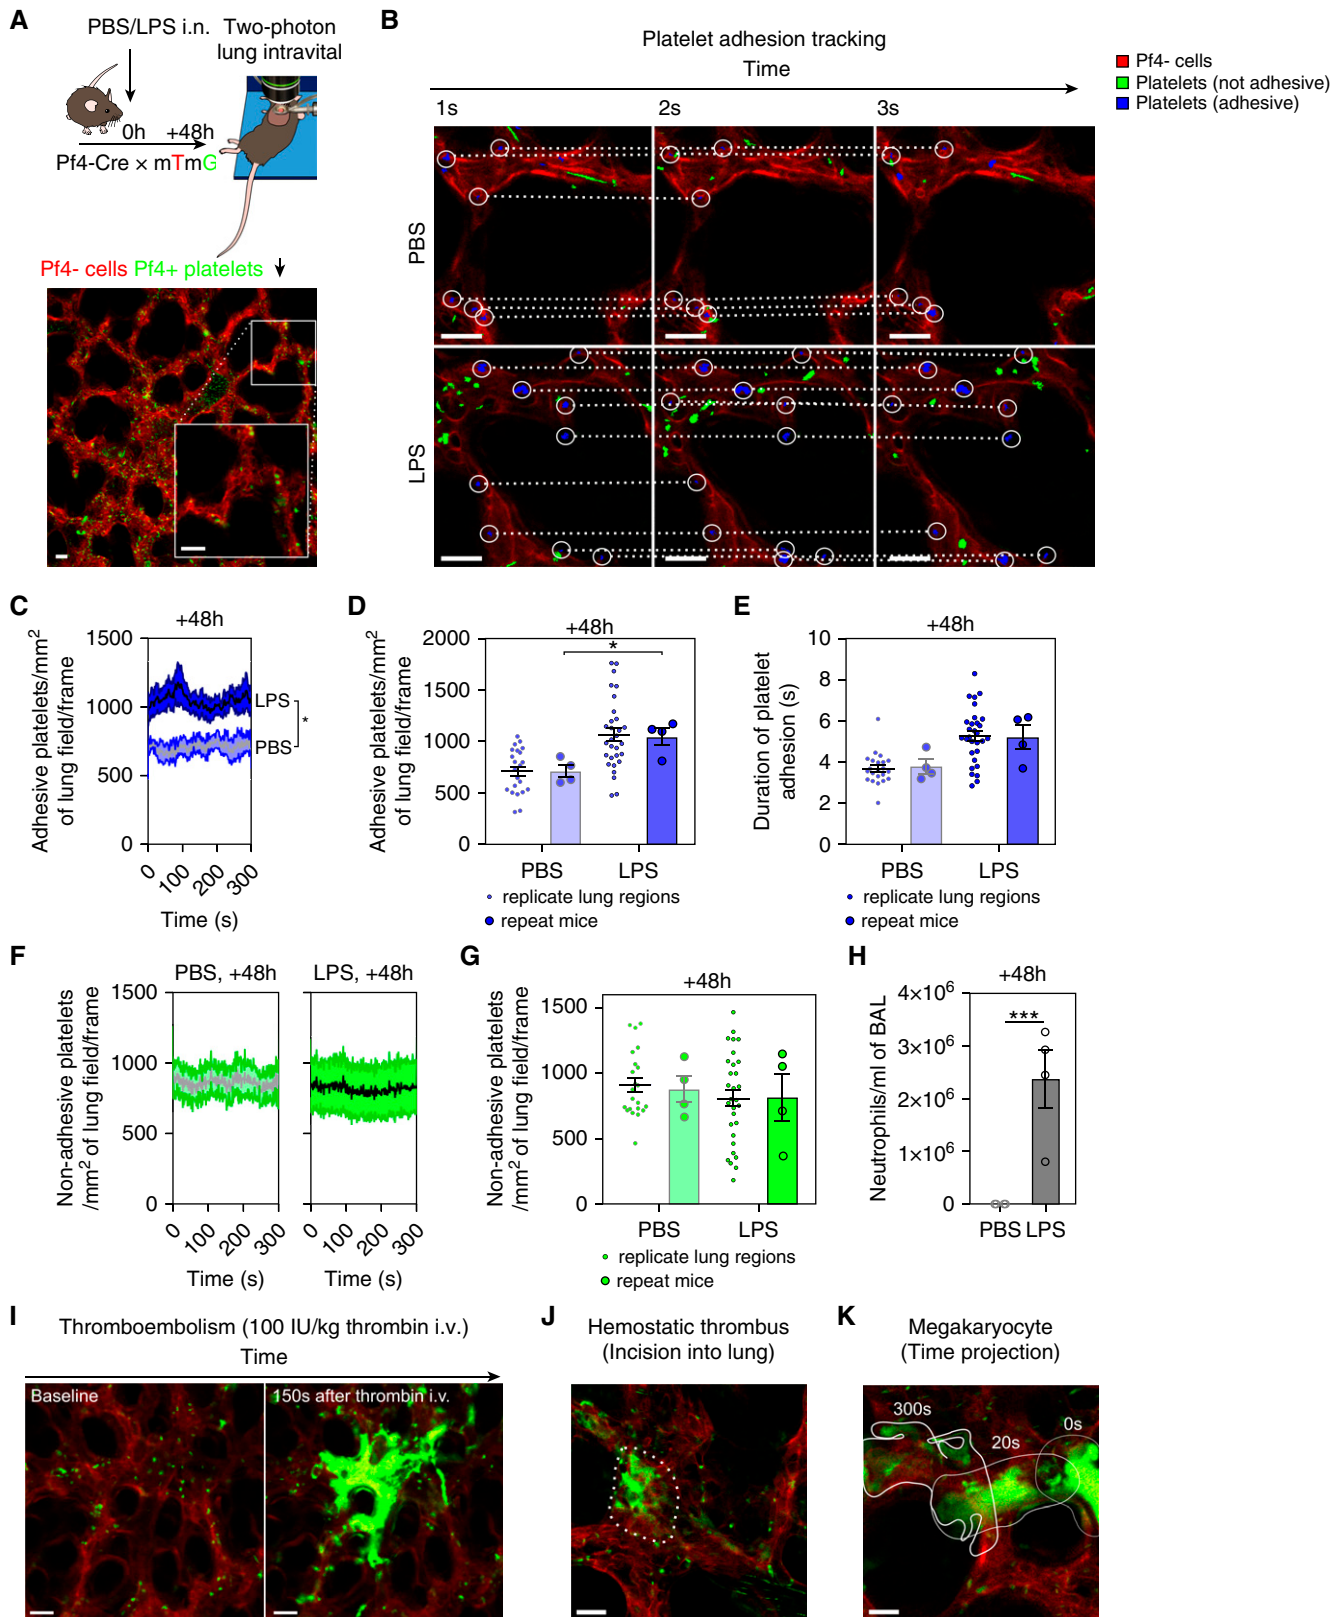 A
PBS/LPS i.n.
Two-photon
lung intravital
0h
+48h
Pf4-Cre × mTmG
Pf4- cells Pf4+ platelets
B
Platelet adhesion tracking
Time
1s
2s
3s
PBS
LPS
Pf4- cells
Platelets (not adhesive)
Platelets (adhesive)
C
+48h
Adhesive platelets/mm²
of lung field/frame
1500
1000
500
0
LPS
*
PBS
0
100
200
300
Time (s)
D
+48h
*
Adhesive platelets/mm²
of lung field/frame
2000
1500
1000
500
0
PBS
LPS
replicate lung regions
repeat mice
E
+48h
Duration of platelet
adhesion (s)
10
8
6
4
2
0
PBS
LPS
replicate lung regions
repeat mice
F
PBS, +48h
LPS, +48h
Non-adhesive platelets
/mm² of lung field/frame
1500
1000
500
0
0
100
200
300
Time (s)
0
100
200
300
Time (s)
G
+48h
Non-adhesive platelets
/mm² of lung field/frame
1500
1000
500
0
PBS
LPS
replicate lung regions
repeat mice
H
+48h
***
Neutrophils/ml of BAL
4×10⁶
3×10⁶
2×10⁶
1×10⁶
0
PBS
LPS
I
Thromboembolism (100 IU/kg thrombin i.v.)
Time
Baseline
150s after thrombin i.v.
J
Hemostatic thrombus
(Incision into lung)
K
Megakaryocyte
(Time projection)
300s
20s
0s